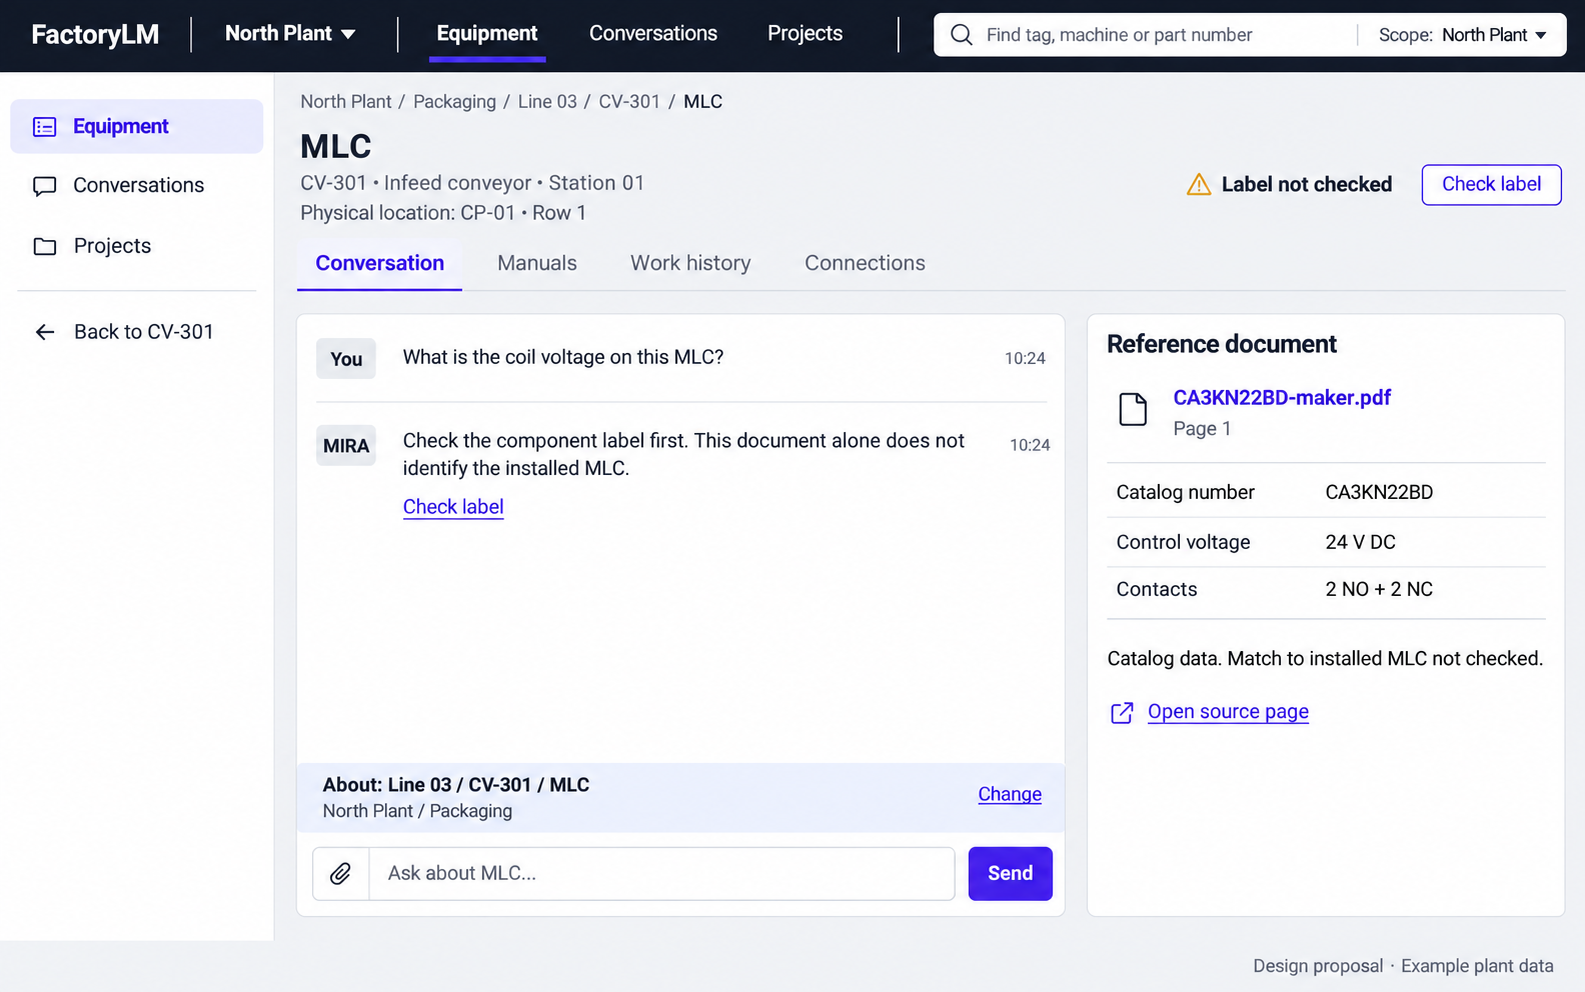 FactoryLM
North Plant
Equipment
Conversations
Projects
Find tag, machine or part number
Scope: North Plant
Equipment
Conversations
Projects
Back to CV-301
North Plant / Packaging / Line 03 / CV-301 / MLC
MLC
CV-301 • Infeed conveyor • Station 01
Physical location: CP-01 • Row 1
Label not checked
Check label
Conversation
Manuals
Work history
Connections
You
What is the coil voltage on this MLC?
10:24
MIRA
Check the component label first. This document alone does not
identify the installed MLC.
10:24
Check label
About: Line 03 / CV-301 / MLC
North Plant / Packaging
Change
Ask about MLC...
Send
Reference document
CA3KN22BD-maker.pdf
Page 1
Catalog number CA3KN22BD
Control voltage 24 V DC
Contacts 2 NO + 2 NC
Catalog data. Match to installed MLC not checked.
Open source page
Design proposal · Example plant data